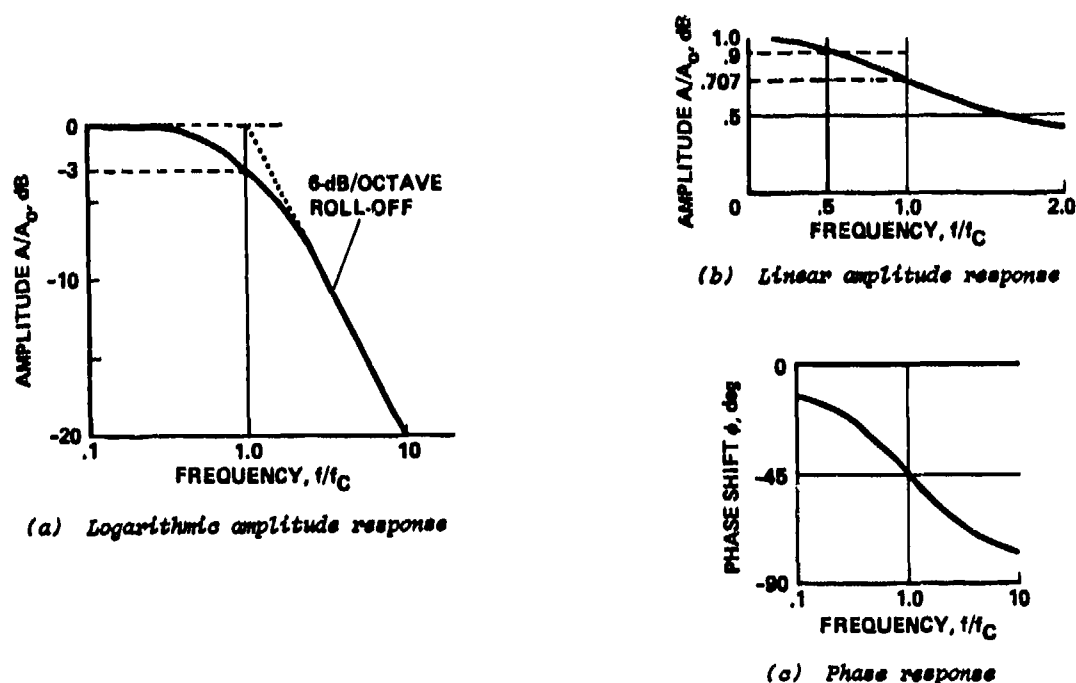 AMPLITUDE A/A₀, dB
0
-3
-10
-20
6-dB/OCTAVE
ROLL-OFF
.1 1.0 10
FREQUENCY, f/fC
(a) Logarithmic amplitude response
AMPLITUDE A/A₀, dB
1.0
.9
.707
.5
0 .5 1.0 2.0
FREQUENCY, f/fC
(b) Linear amplitude response
PHASE SHIFT ϕ, deg
0
-45
-90
.1 1.0 10
FREQUENCY, f/fC
(c) Phase response